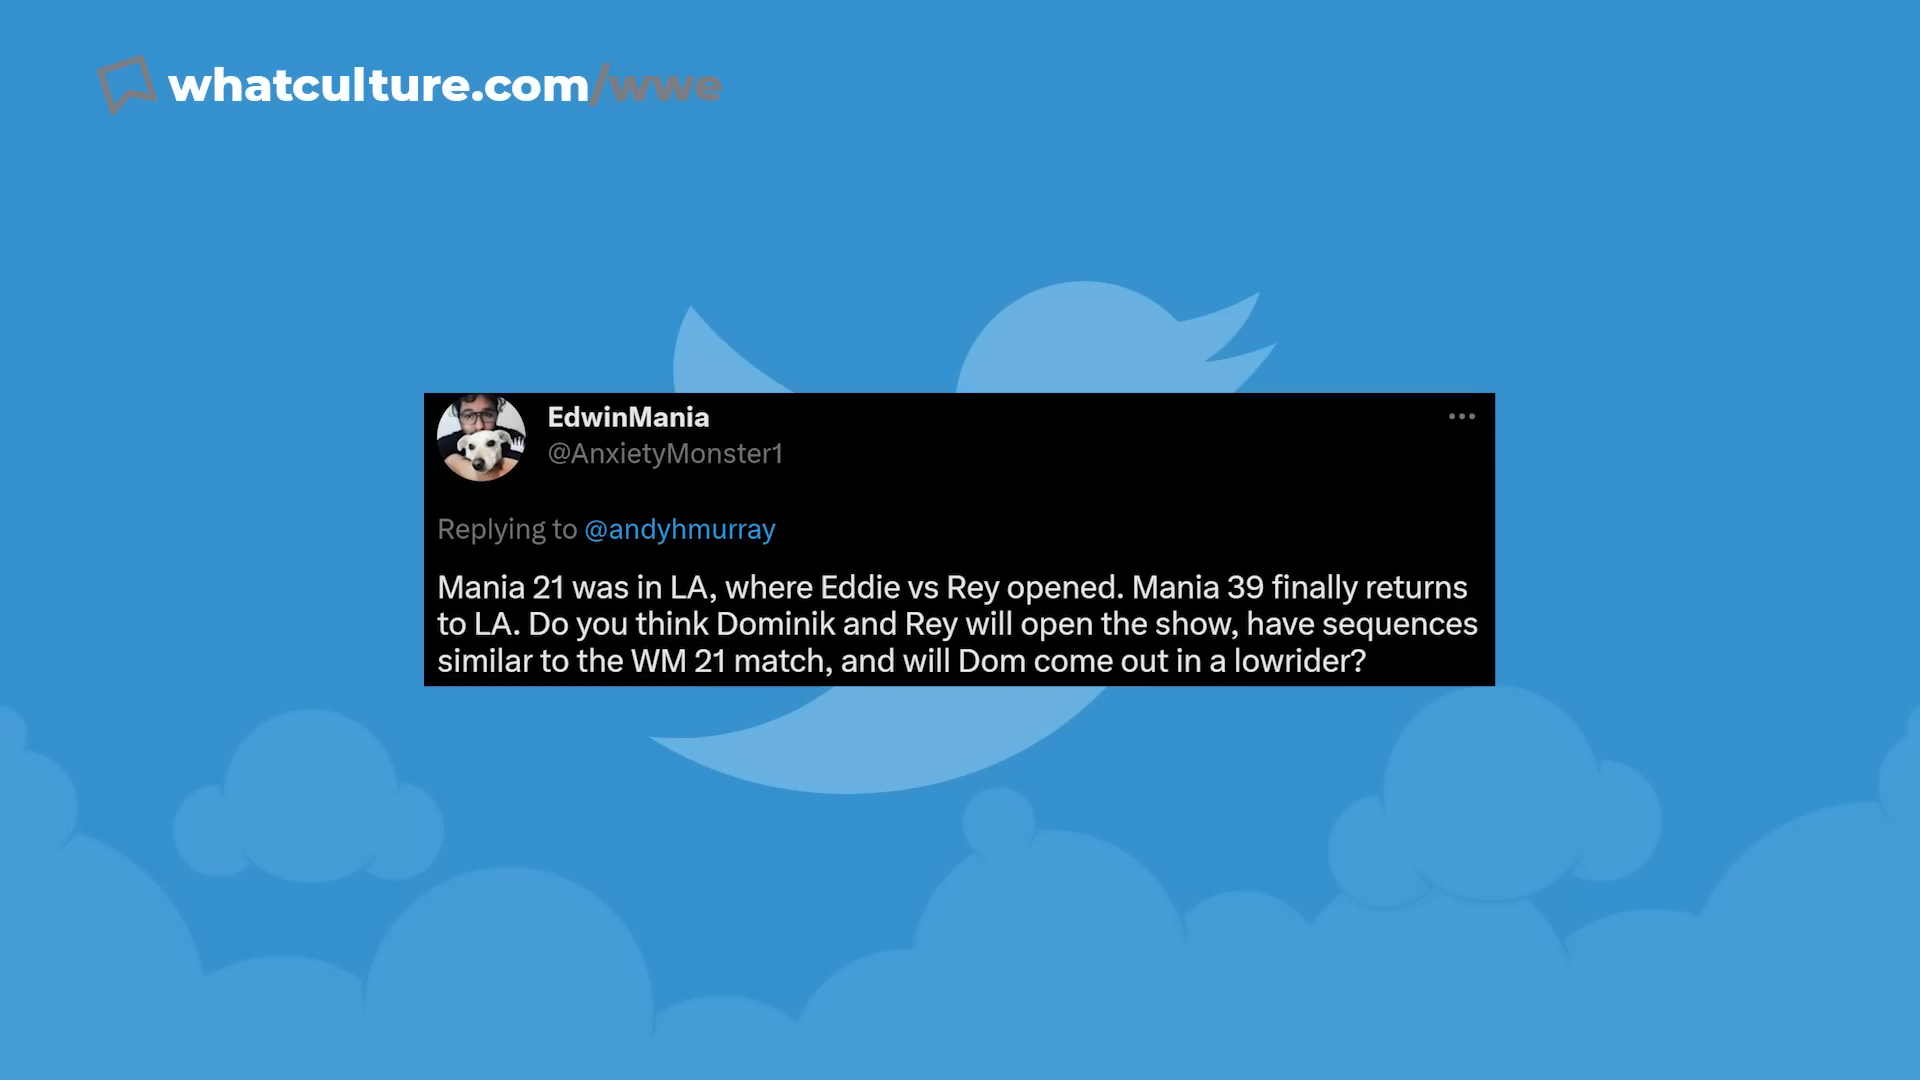 whatculture.com/wwe
EdwinMania
@AnxietyMonster1
Replying to @andyhmurray
Mania 21 was in LA, where Eddie vs Rey opened. Mania 39 finally returns
to LA. Do you think Dominik and Rey will open the show, have sequences
similar to the WM 21 match, and will Dom come out in a lowrider?